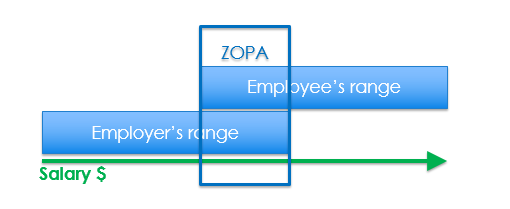 ZOPA
Employee's range
Employer's range
Salary $